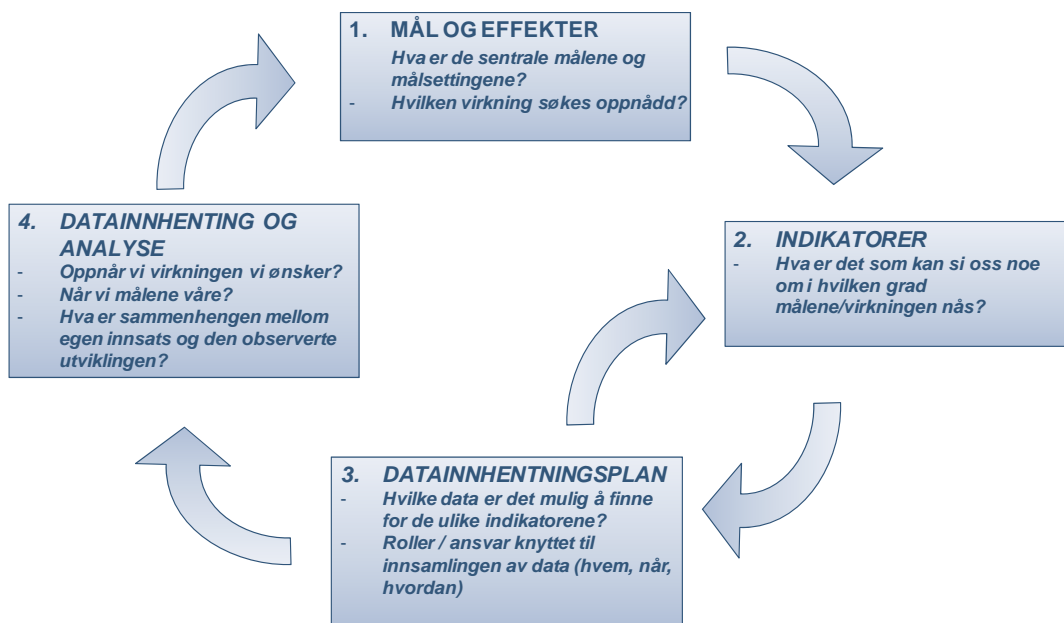 1. MÅL OG EFFEKTER
Hva er de sentrale målene og
målsettingene?
- Hvilken virkning søkes oppnådd?
2. INDIKATORER
- Hva er det som kan si oss noe
om i hvilken grad
målene/virkningen nås?
3. DATAINNHENTNINGSPLAN
- Hvilke data er det mulig å finne
for de ulike indikatorene?
- Roller / ansvar knyttet til
innsamlingen av data (hvem, når,
hvordan)
4. DATAINNHENTING OG
ANALYSE
- Oppnår vi virkningen vi ønsker?
- Når vi målene våre?
- Hva er sammenhengen mellom
egen innsats og den observerte
utviklingen?